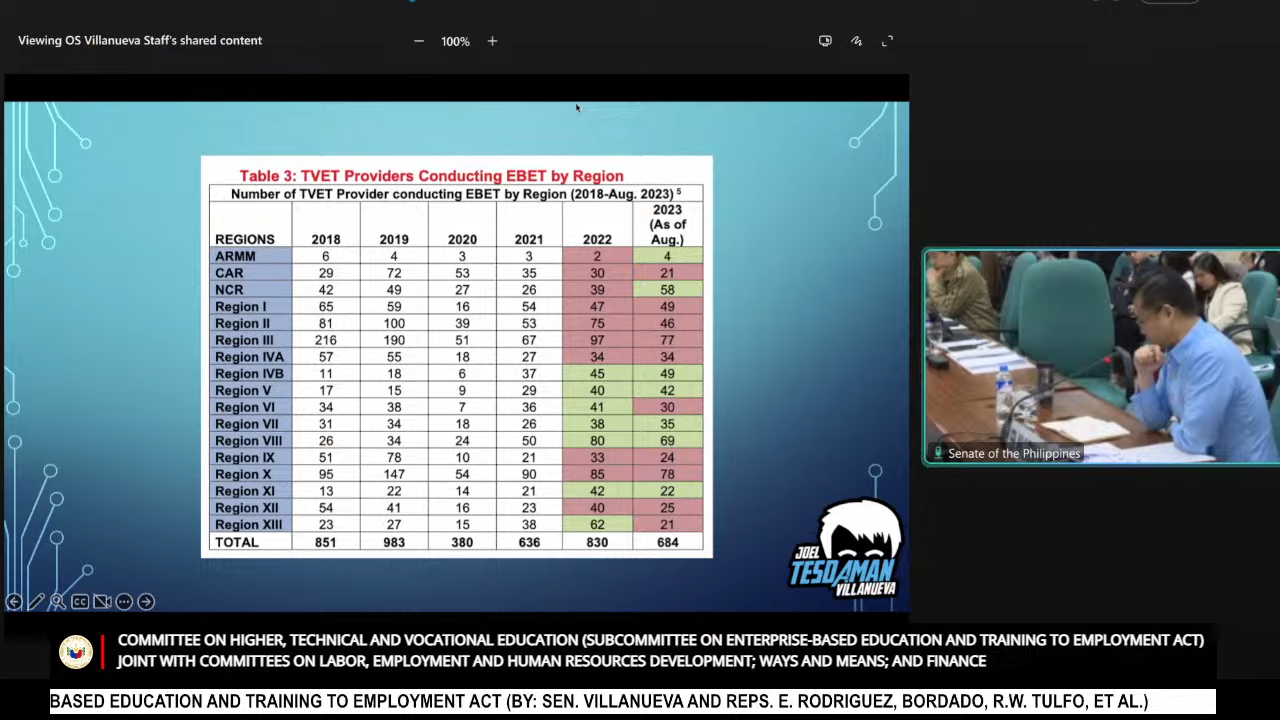 Viewing OS Villanueva Staff's shared content
100%
Table 3: TVET Providers Conducting EBET by Region
Number of TVET Provider conducting EBET by Region (2018-Aug. 2023) 5
REGIONS 2018 2019 2020 2021 2022 2023 (As of Aug.)
ARMM 6 4 3 3 2 4
CAR 29 72 53 35 30 21
NCR 42 49 27 26 39 58
Region I 65 59 16 54 47 49
Region II 81 100 39 53 75 46
Region III 216 190 51 67 97 77
Region IVA 57 55 18 27 34 34
Region IVB 11 18 6 37 45 49
Region V 17 15 9 29 40 42
Region VI 34 38 7 36 41 30
Region VII 31 34 18 26 38 35
Region VIII 26 34 24 50 80 69
Region IX 51 78 10 21 33 24
Region X 95 147 54 90 85 78
Region XI 13 22 14 21 42 22
Region XII 54 41 16 23 40 25
Region XIII 23 27 15 38 62 21
TOTAL 851 983 380 636 830 684
JOEL
TESDAMAN
VILLANUEVA
CC
Senate of the Philippines
COMMITTEE ON HIGHER, TECHNICAL AND VOCATIONAL EDUCATION (SUBCOMMITTEE ON ENTERPRISE-BASED EDUCATION AND TRAINING TO EMPLOYMENT ACT)
JOINT WITH COMMITTEES ON LABOR, EMPLOYMENT AND HUMAN RESOURCES DEVELOPMENT; WAYS AND MEANS; AND FINANCE
BASED EDUCATION AND TRAINING TO EMPLOYMENT ACT (BY: SEN. VILLANUEVA AND REPS. E. RODRIGUEZ, BORDADO, R.W. TULFO, ET AL.)